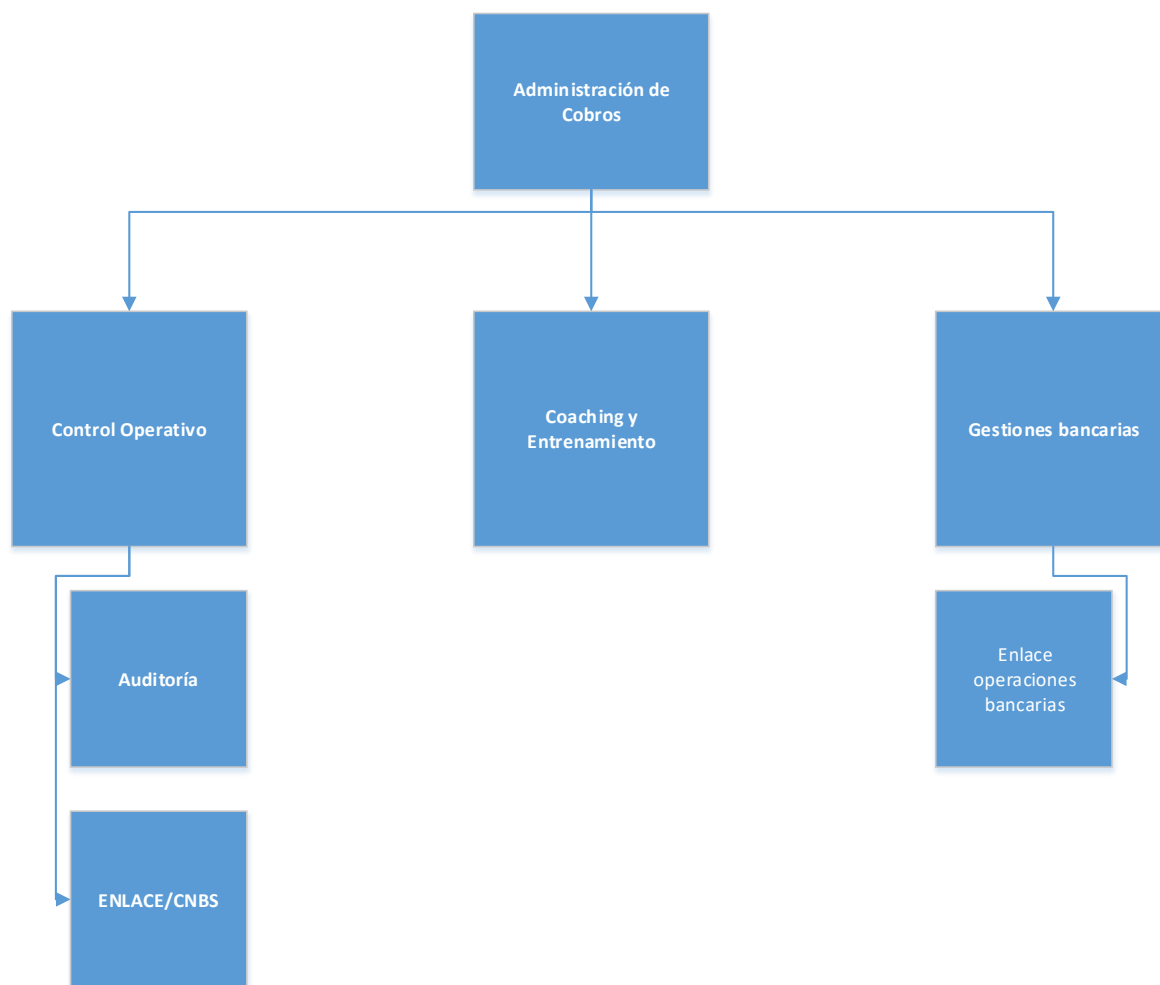 Administración de
Cobros
Control Operativo
Coaching y
Entrenamiento
Gestiones bancarias
Auditoría
Enlace
operaciones
bancarias
ENLACE/CNBS